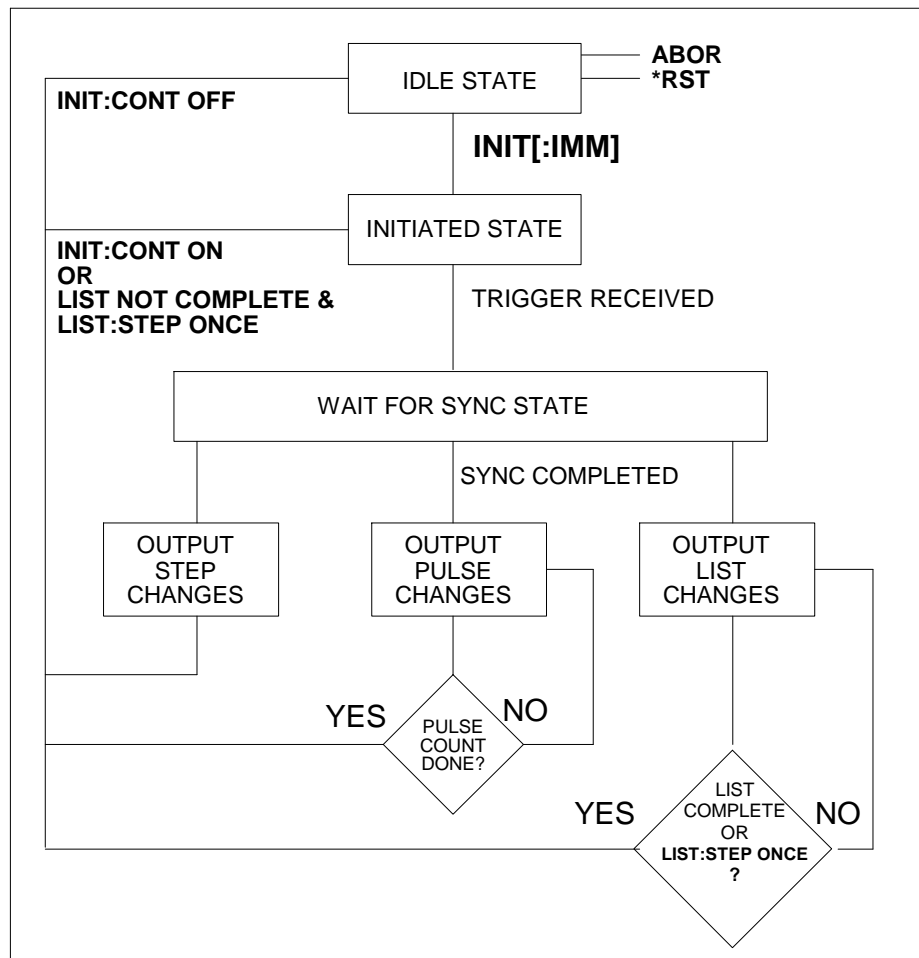 IDLE STATE
ABOR
*RST
INIT:CONT OFF
INIT[:IMM]
INITIATED STATE
INIT:CONT ON
OR
LIST NOT COMPLETE &
LIST:STEP ONCE
TRIGGER RECEIVED
WAIT FOR SYNC STATE
SYNC COMPLETED
OUTPUT
STEP
CHANGES
OUTPUT
PULSE
CHANGES
OUTPUT
LIST
CHANGES
YES
NO
PULSE
COUNT
DONE?
YES
NO
LIST
COMPLETE
OR
LIST:STEP ONCE
?